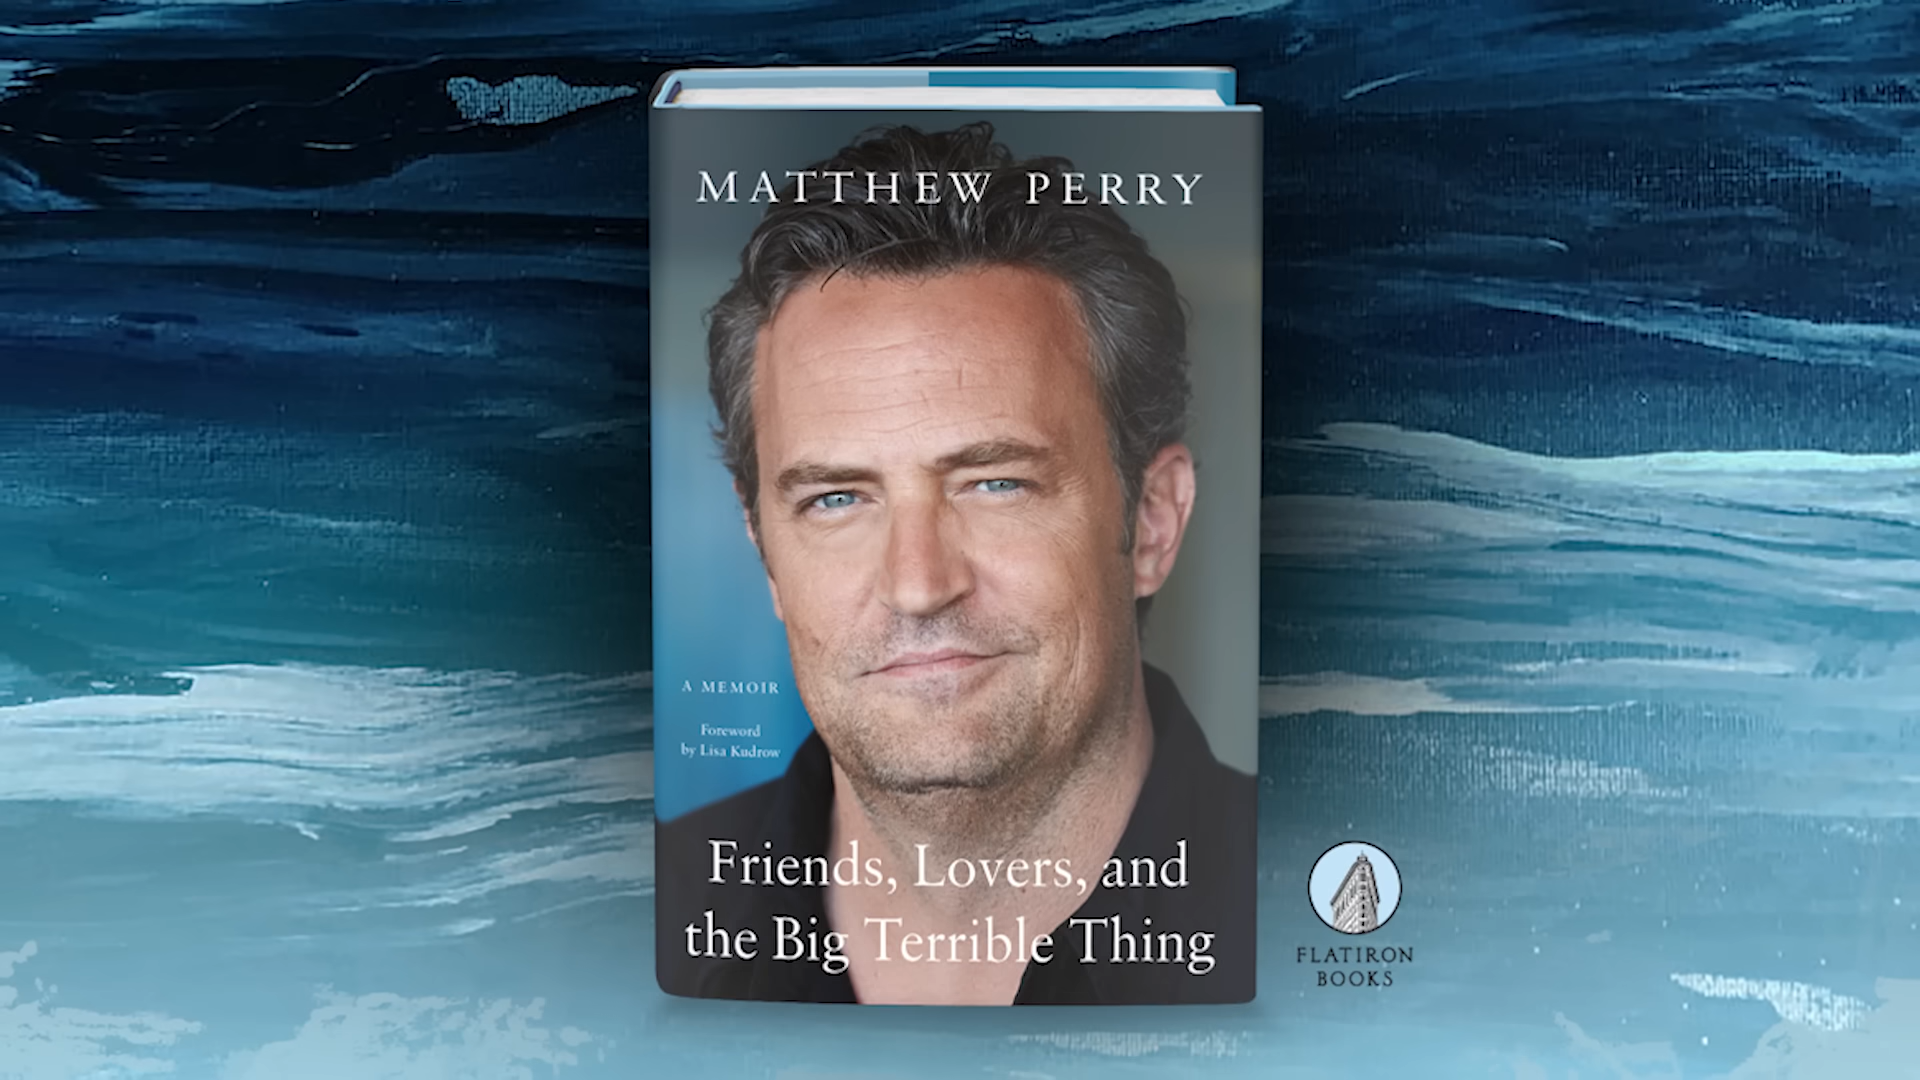 MATTHEW PERRY
A MEMOIR
Foreword
by Lisa Kudrow
Friends, Lovers, and
the Big Terrible Thing
FLATIRON
BOOKS